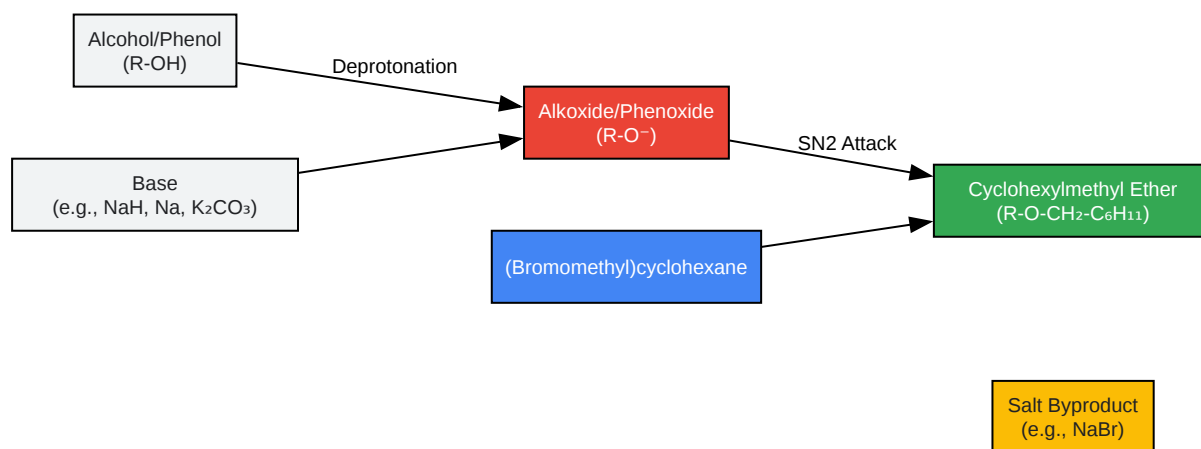 Alcohol/Phenol
(R-OH)
Deprotonation
Base
(e.g., NaH, Na, K₂CO₃)
Alkoxide/Phenoxide
(R-O⁻)
SN2 Attack
(Bromomethyl)cyclohexane
Cyclohexylmethyl Ether
(R-O-CH₂-C₆H₁₁)
Salt Byproduct
(e.g., NaBr)